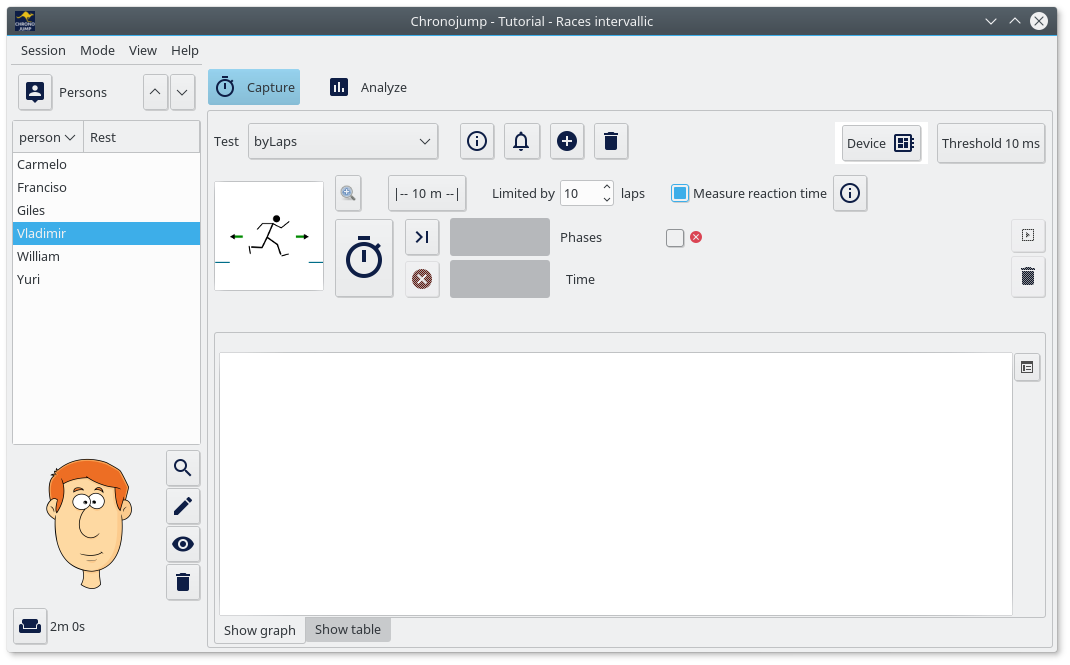 Chronojump - Tutorial - Races intervallic
CHRONO
JUMP
Session Mode View Help
Persons
Capture Analyze
person Rest
Carmelo
Franciso
Giles
Vladimir
William
Yuri
Test byLaps
Device
Threshold 10 ms
|-- 10 m --|
Limited by 10 laps
Measure reaction time
Phases
Time
2m 0s
Show graph Show table